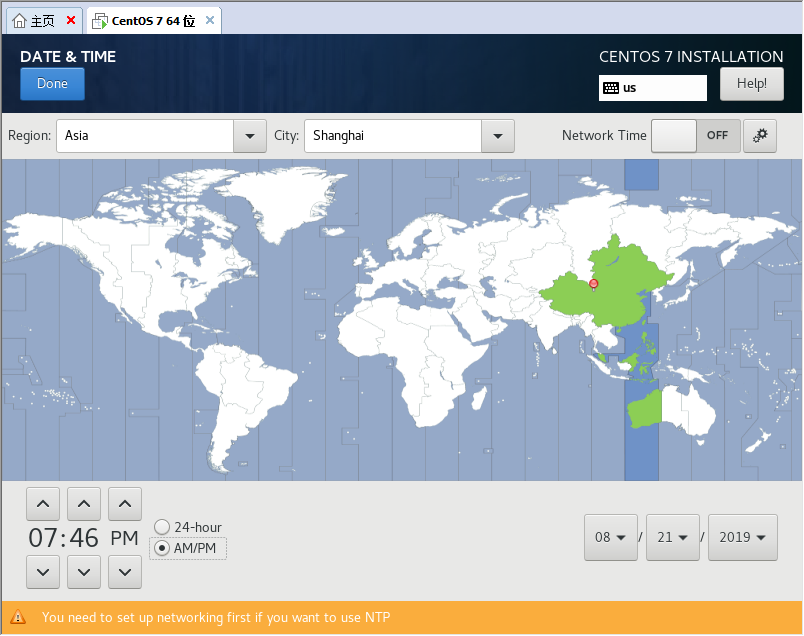 主页 CentOS 7 64 位
DATE & TIME CENTOS 7 INSTALLATION
Done us Help!
Region: Asia City: Shanghai Network Time OFF
07:46 PM
24-hour
AM/PM
08 / 21 / 2019
You need to set up networking first if you want to use NTP